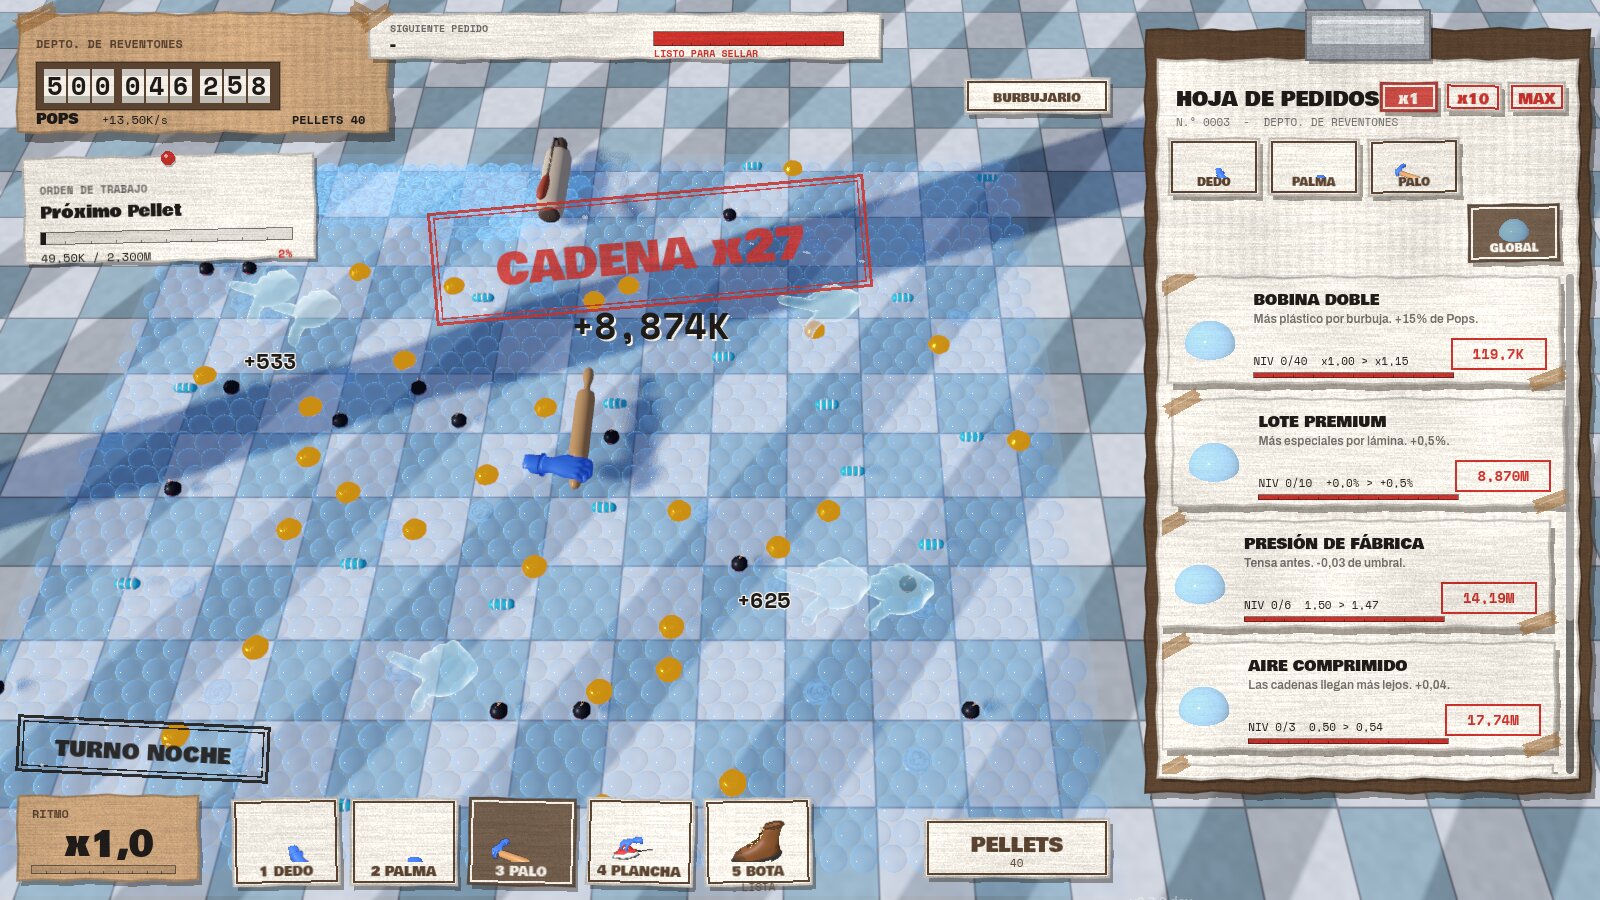 DEPTO. DE REVENTONES
500 046 258
POPS +13,50K/s PELLETS 40
SIGUIENTE PEDIDO
-
LISTO PARA SELLAR
BURBUJARIO
ORDEN DE TRABAJO
Próximo Pellet
49.50K / 2.300M 2%
CADENA x27
+8,874K
+533
+625
TURNO NOCHE
RITMO
x1,0
1 DEDO
2 PALMA
3 PALO
4 PLANCHA
5 BOTA
LISTA
PELLETS
40
HOJA DE PEDIDOS x1 x10 MAX
N.° 0003 - DEPTO. DE REVENTONES
DEDO
PALMA
PALO
GLOBAL
BOBINA DOBLE
Más plástico por burbuja. +15% de Pops.
NIV 0/40 x1,00 > x1,15 119,7K
LOTE PREMIUM
Más especiales por lámina. +0,5%.
NIV 0/10 +0,0% > +0,5% 8,870M
PRESIÓN DE FÁBRICA
Tensa antes. -0,03 de umbral.
NIV 0/6 1,50 > 1,47 14,19M
AIRE COMPRIMIDO
Las cadenas llegan más lejos. +0,04.
NIV 0/3 0,50 > 0,54 17,74M